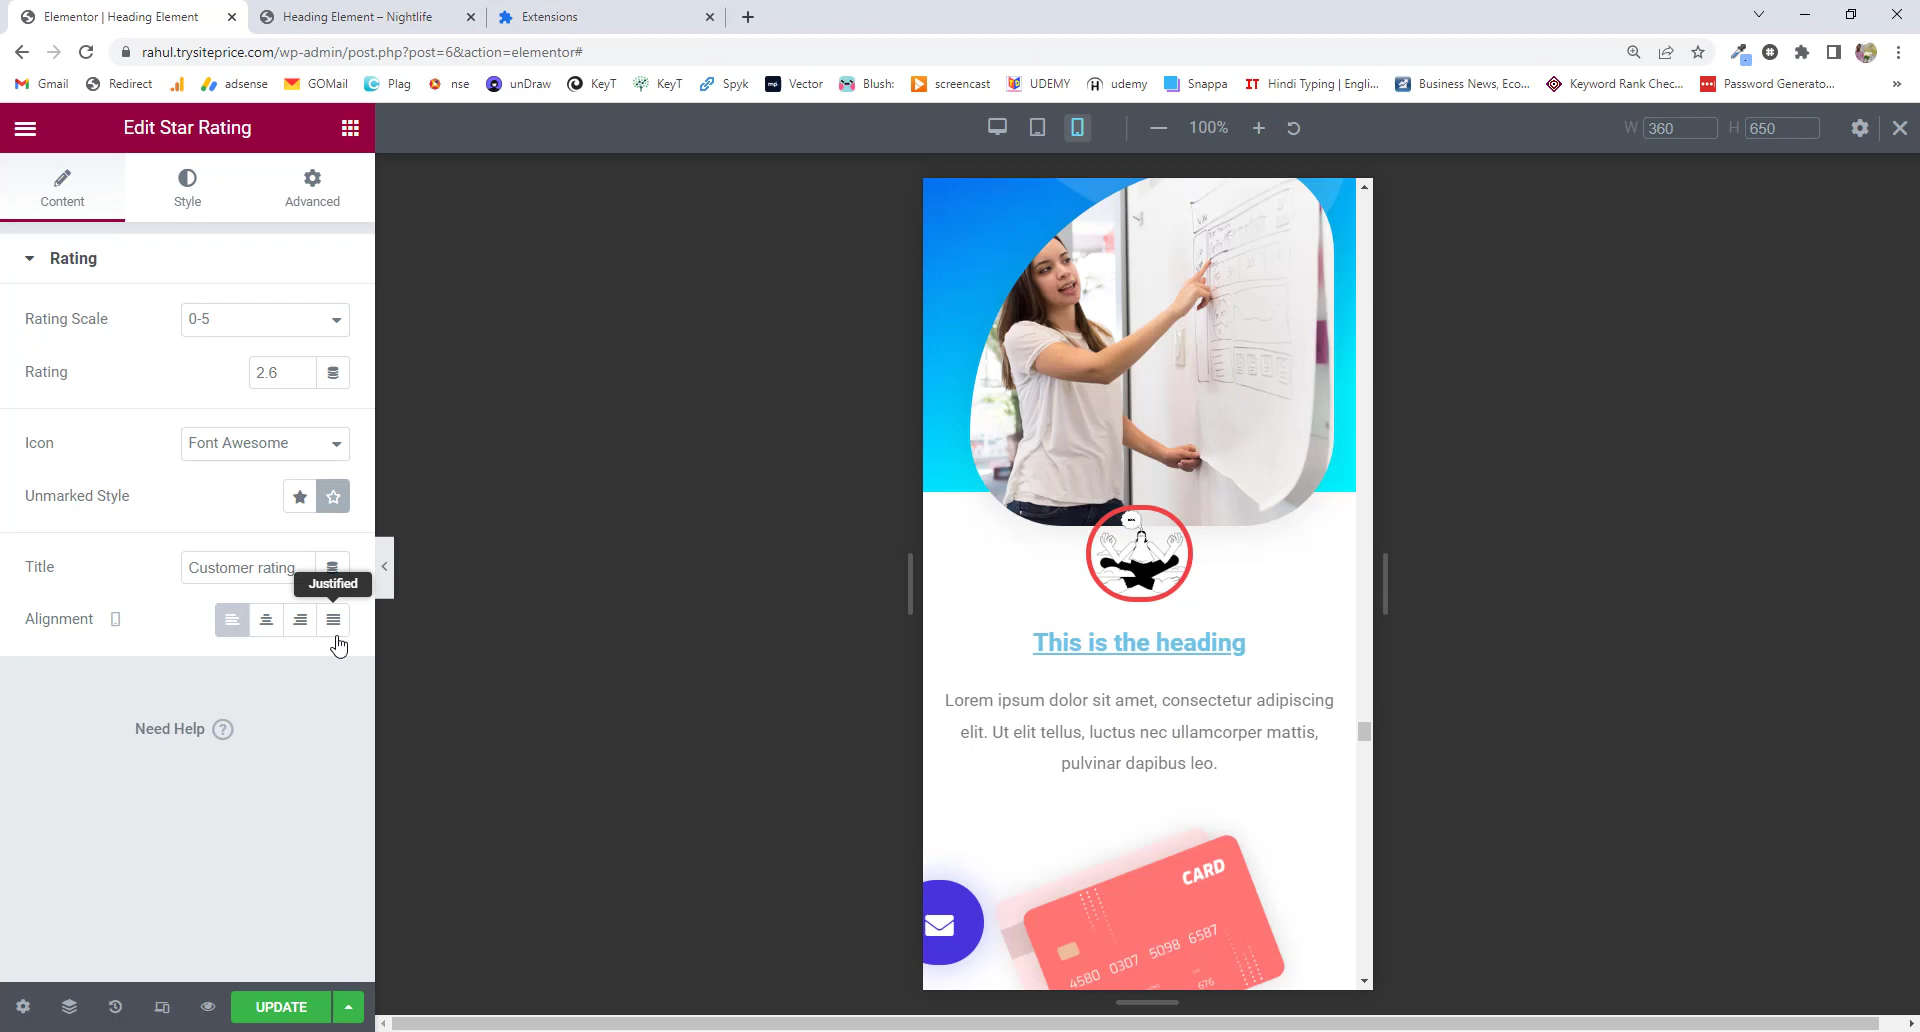 Elementor | Heading Element
Heading Element – Nightlife
Extensions
rahul.trysiteprice.com/wp-admin/post.php?post=6&action=elementor#
Gmail
Redirect
adsense
GOMail
Plag
nse
unDraw
KeyT
KeyT
Spyk
Vector
Blush:
screencast
UDEMY
udemy
Snappa
Hindi Typing | Engli...
Business News, Eco...
Keyword Rank Chec...
Password Generato...
Edit Star Rating
100%
W 360
H 650
Content
Style
Advanced
Rating
Rating Scale
0-5
Rating
2.6
Icon
Font Awesome
Unmarked Style
Title
Customer rating
Justified
Alignment
Need Help ?
UPDATE
This is the heading
Lorem ipsum dolor sit amet, consectetur adipiscing
elit. Ut elit tellus, luctus nec ullamcorper mattis,
pulvinar dapibus leo.
CARD
4580 0307 5098 6587
676